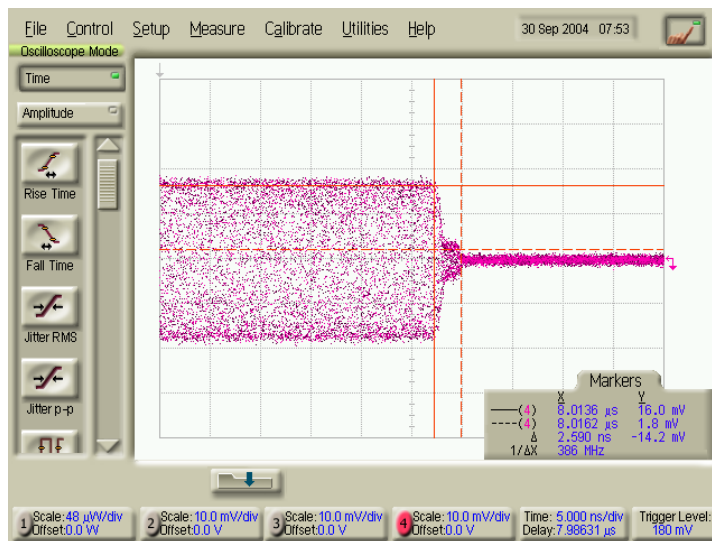 File Control Setup Measure Calibrate Utilities Help 30 Sep 2004 07:53
Oscilloscope Mode
Time
Amplitude
Rise Time
Fall Time
Jitter RMS
Jitter p-p
Markers
X Y
——(4) 8.0136 µs 16.0 mV
----(4) 8.0162 µs 1.8 mV
Δ 2.590 ns -14.2 mV
1/ΔX 386 MHz
1 Scale:48 µW/div
Offset:0.0 W
2 Scale:10.0 mV/div
Offset:0.0 V
3 Scale:10.0 mV/div
Offset:0.0 V
4 Scale:10.0 mV/div
Offset:0.0 V
Time:5.000 ns/div
Delay:7.98631 µs
Trigger Level:
180 mV